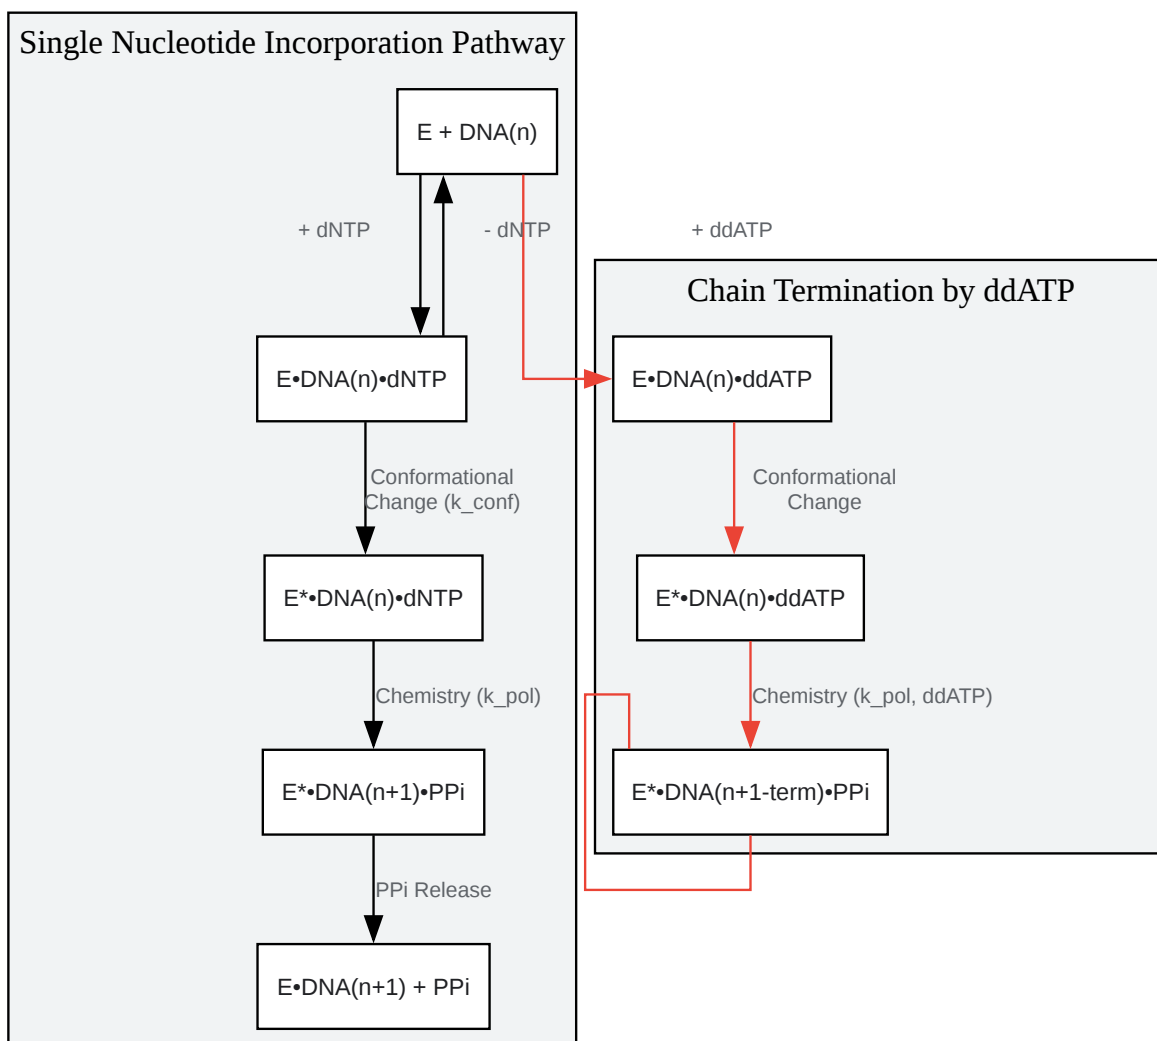 Single Nucleotide Incorporation Pathway
E + DNA(n)
+ dNTP
- dNTP
+ ddATP
Chain Termination by ddATP
E•DNA(n)•dNTP
E•DNA(n)•ddATP
Conformational
Change (k_conf)
Conformational
Change
E*•DNA(n)•dNTP
E*•DNA(n)•ddATP
Chemistry (k_pol)
Chemistry (k_pol, ddATP)
E*•DNA(n+1)•PPi
E*•DNA(n+1-term)•PPi
PPi Release
E•DNA(n+1) + PPi